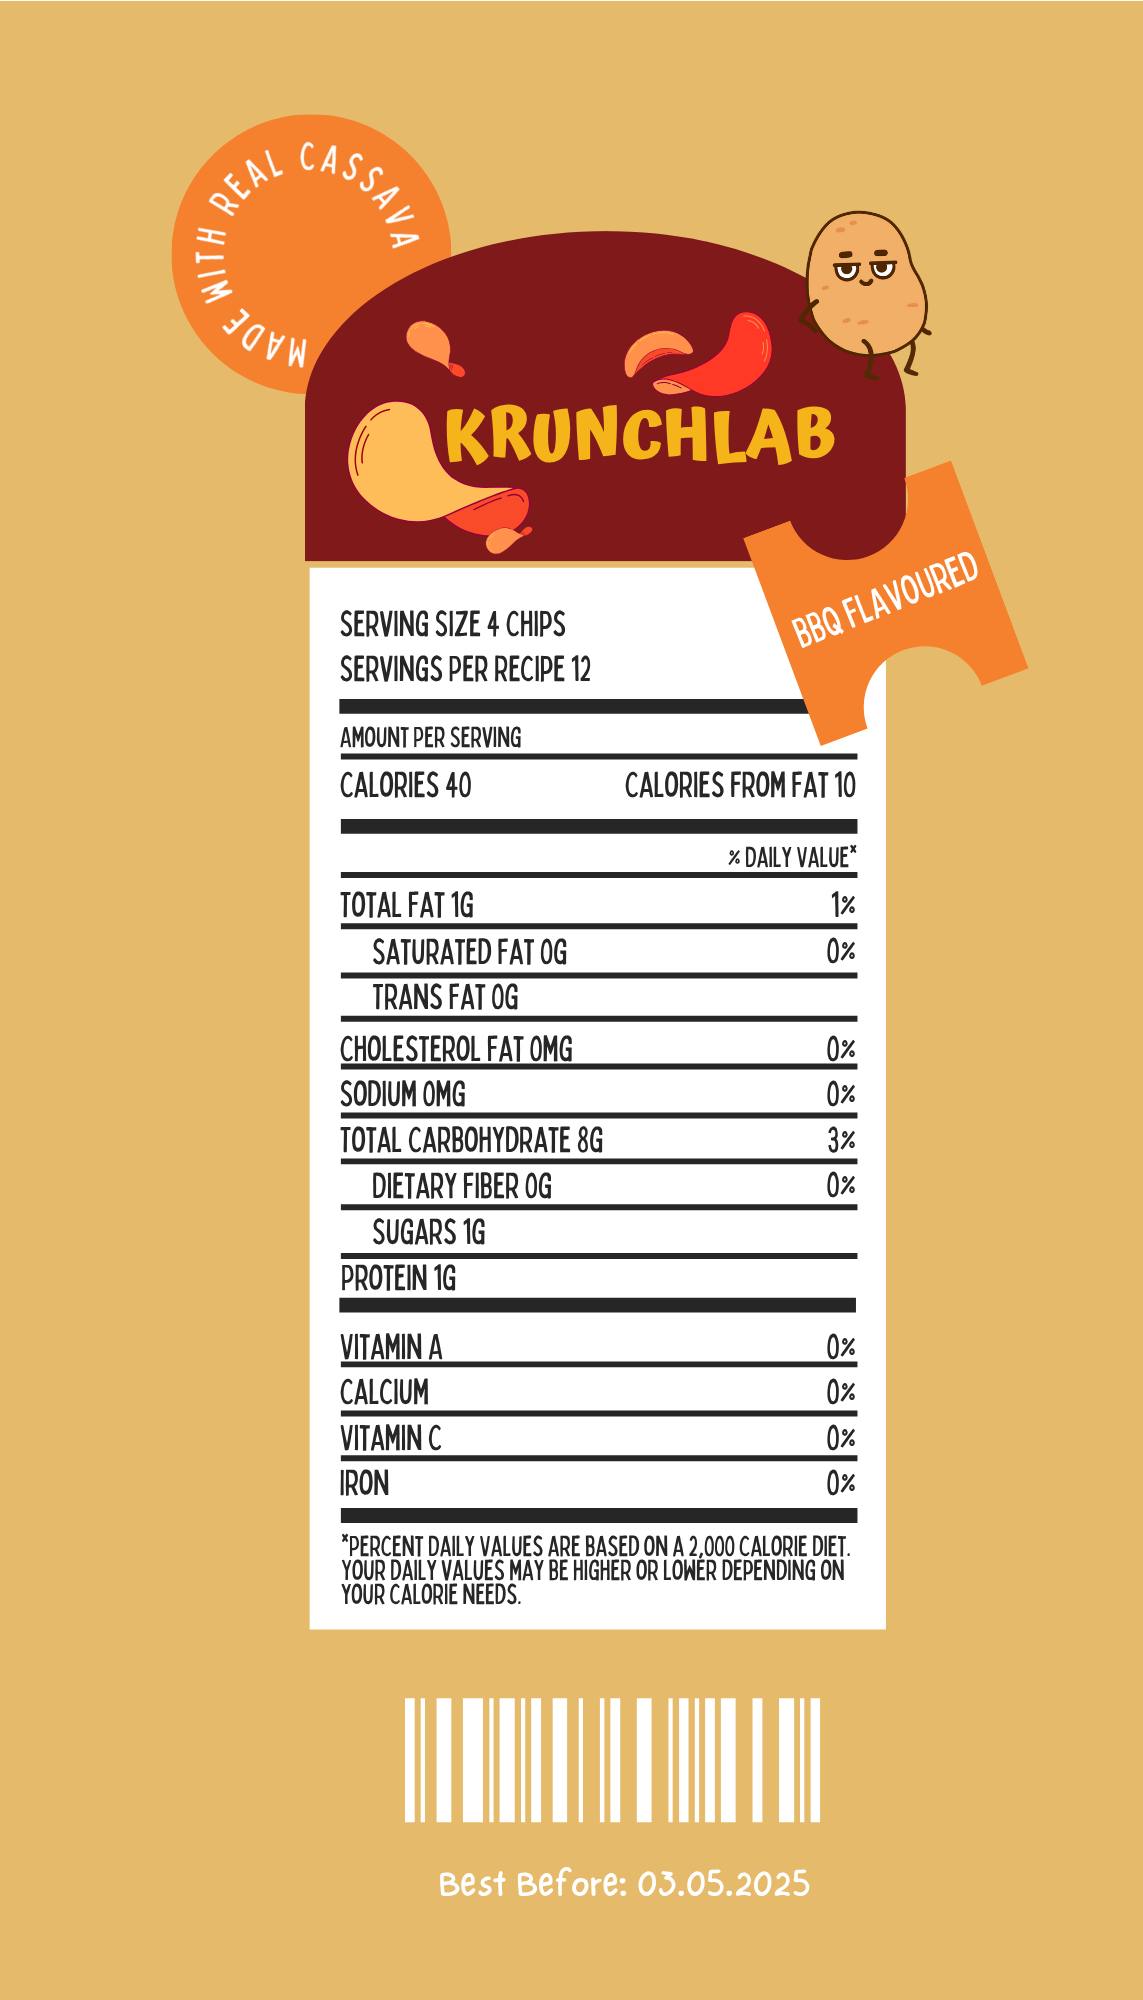 MADE WITH REAL CASSAVA
KRUNCHLAB
BBQ FLAVOURED
SERVING SIZE 4 CHIPS
SERVINGS PER RECIPE 12
AMOUNT PER SERVING
CALORIES 40 CALORIES FROM FAT 10
% DAILY VALUE*
TOTAL FAT 1G 1%
SATURATED FAT 0G 0%
TRANS FAT 0G
CHOLESTEROL FAT 0MG 0%
SODIUM 0MG 0%
TOTAL CARBOHYDRATE 8G 3%
DIETARY FIBER 0G 0%
SUGARS 1G
PROTEIN 1G
VITAMIN A 0%
CALCIUM 0%
VITAMIN C 0%
IRON 0%
*PERCENT DAILY VALUES ARE BASED ON A 2,000 CALORIE DIET.
YOUR DAILY VALUES MAY BE HIGHER OR LOWER DEPENDING ON
YOUR CALORIE NEEDS.
Best Before: 03.05.2025